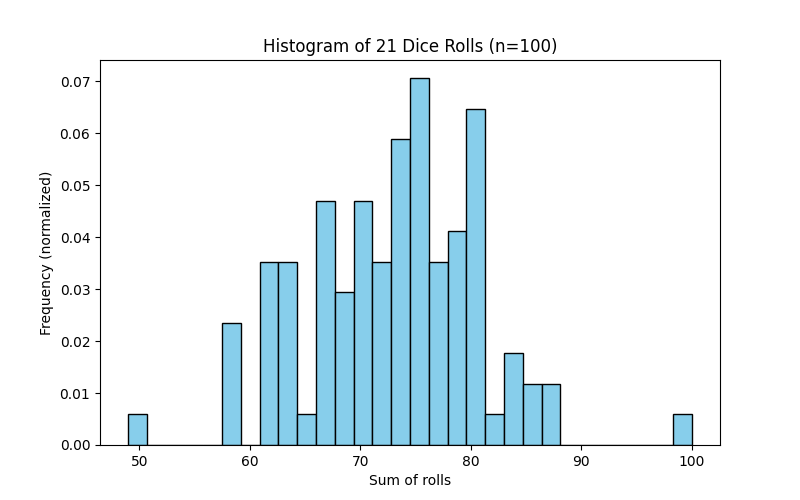 Histogram of 21 Dice Rolls (n=100)
Frequency (normalized)
0.07
0.06
0.05
0.04
0.03
0.02
0.01
0.00
50 60 70 80 90 100
Sum of rolls